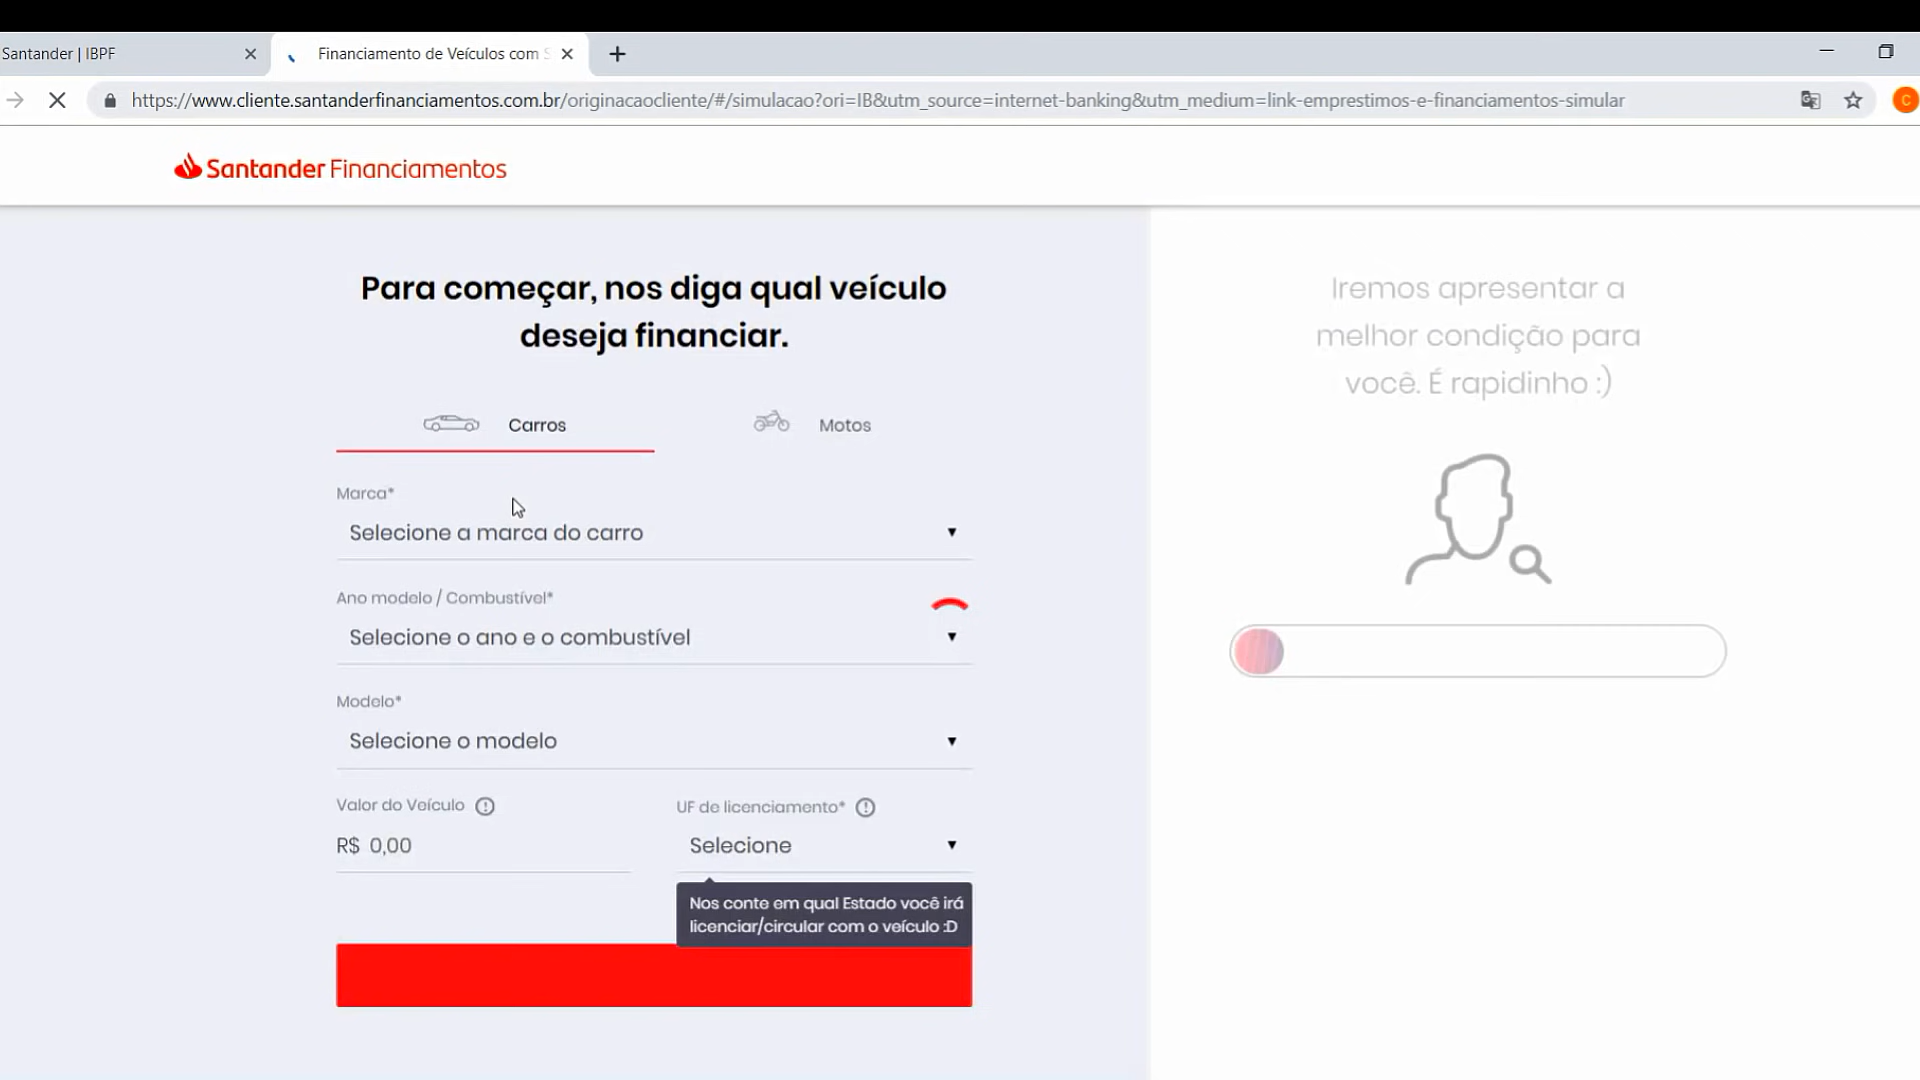 Santander | IBPF
Financiamento de Veículos com S
https://www.cliente.santanderfinanciamentos.com.br/originacaocliente/#/simulacao?ori=IB&utm_source=internet-banking&utm_medium=link-emprestimos-e-financiamentos-simular
C
Santander Financiamentos
Para começar, nos diga qual veículo
deseja financiar.
Carros
Motos
Marca*
Selecione a marca do carro
Ano modelo / Combustível*
Selecione o ano e o combustível
Modelo*
Selecione o modelo
Valor do Veículo
R$ 0,00
UF de licenciamento*
Selecione
Nos conte em qual Estado você irá
licenciar/circular com o veículo :D
Iremos apresentar a
melhor condição para
você. É rapidinho :)